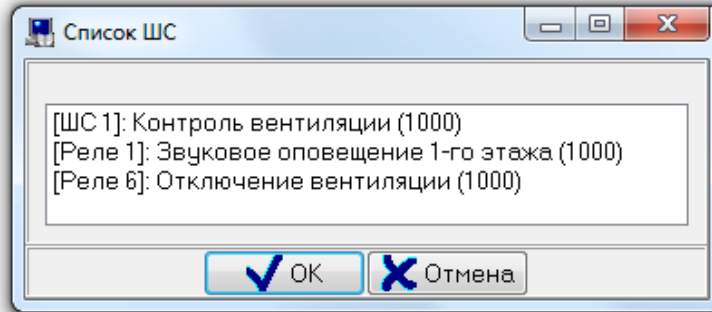 Список ШС
[ШС 1]: Контроль вентиляции (1000)
[Реле 1]: Звуковое оповещение 1-го этажа (1000)
[Реле 6]: Отключение вентиляции (1000)
ОК
Отмена